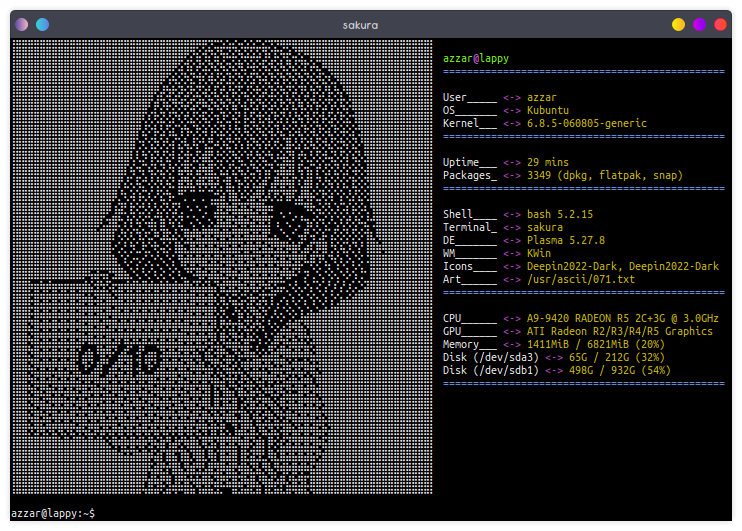 sakura
azzar@lappy
===============================================
User_____ <-> azzar
OS_______ <-> Kubuntu
Kernel___ <-> 6.8.5-060805-generic
===============================================
Uptime___ <-> 29 mins
Packages_ <-> 3349 (dpkg, flatpak, snap)
===============================================
Shell____ <-> bash 5.2.15
Terminal_ <-> sakura
DE_______ <-> Plasma 5.27.8
WM_______ <-> KWin
Icons____ <-> Deepin2022-Dark, Deepin2022-Dark
Art______ <-> /usr/ascii/071.txt
===============================================
CPU______ <-> A9-9420 RADEON R5 2C+3G @ 3.0GHz
GPU______ <-> ATI Radeon R2/R3/R4/R5 Graphics
Memory___ <-> 1411MiB / 6821MiB (20%)
Disk (/dev/sda3) <-> 65G / 212G (32%)
Disk (/dev/sdb1) <-> 498G / 932G (54%)
===============================================
azzar@lappy:~$